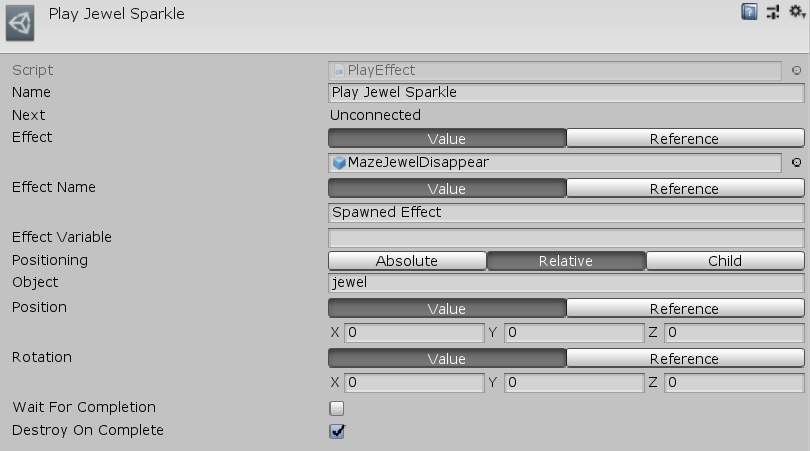 Play Jewel Sparkle
Script PlayEffect
Name Play Jewel Sparkle
Next Unconnected
Effect Value Reference
MazeJewelDisappear
Effect Name Value Reference
Spawned Effect
Effect Variable
Positioning Absolute Relative Child
Object jewel
Position Value Reference
X 0 Y 0 Z 0
Rotation Value Reference
X 0 Y 0 Z 0
Wait For Completion
Destroy On Complete